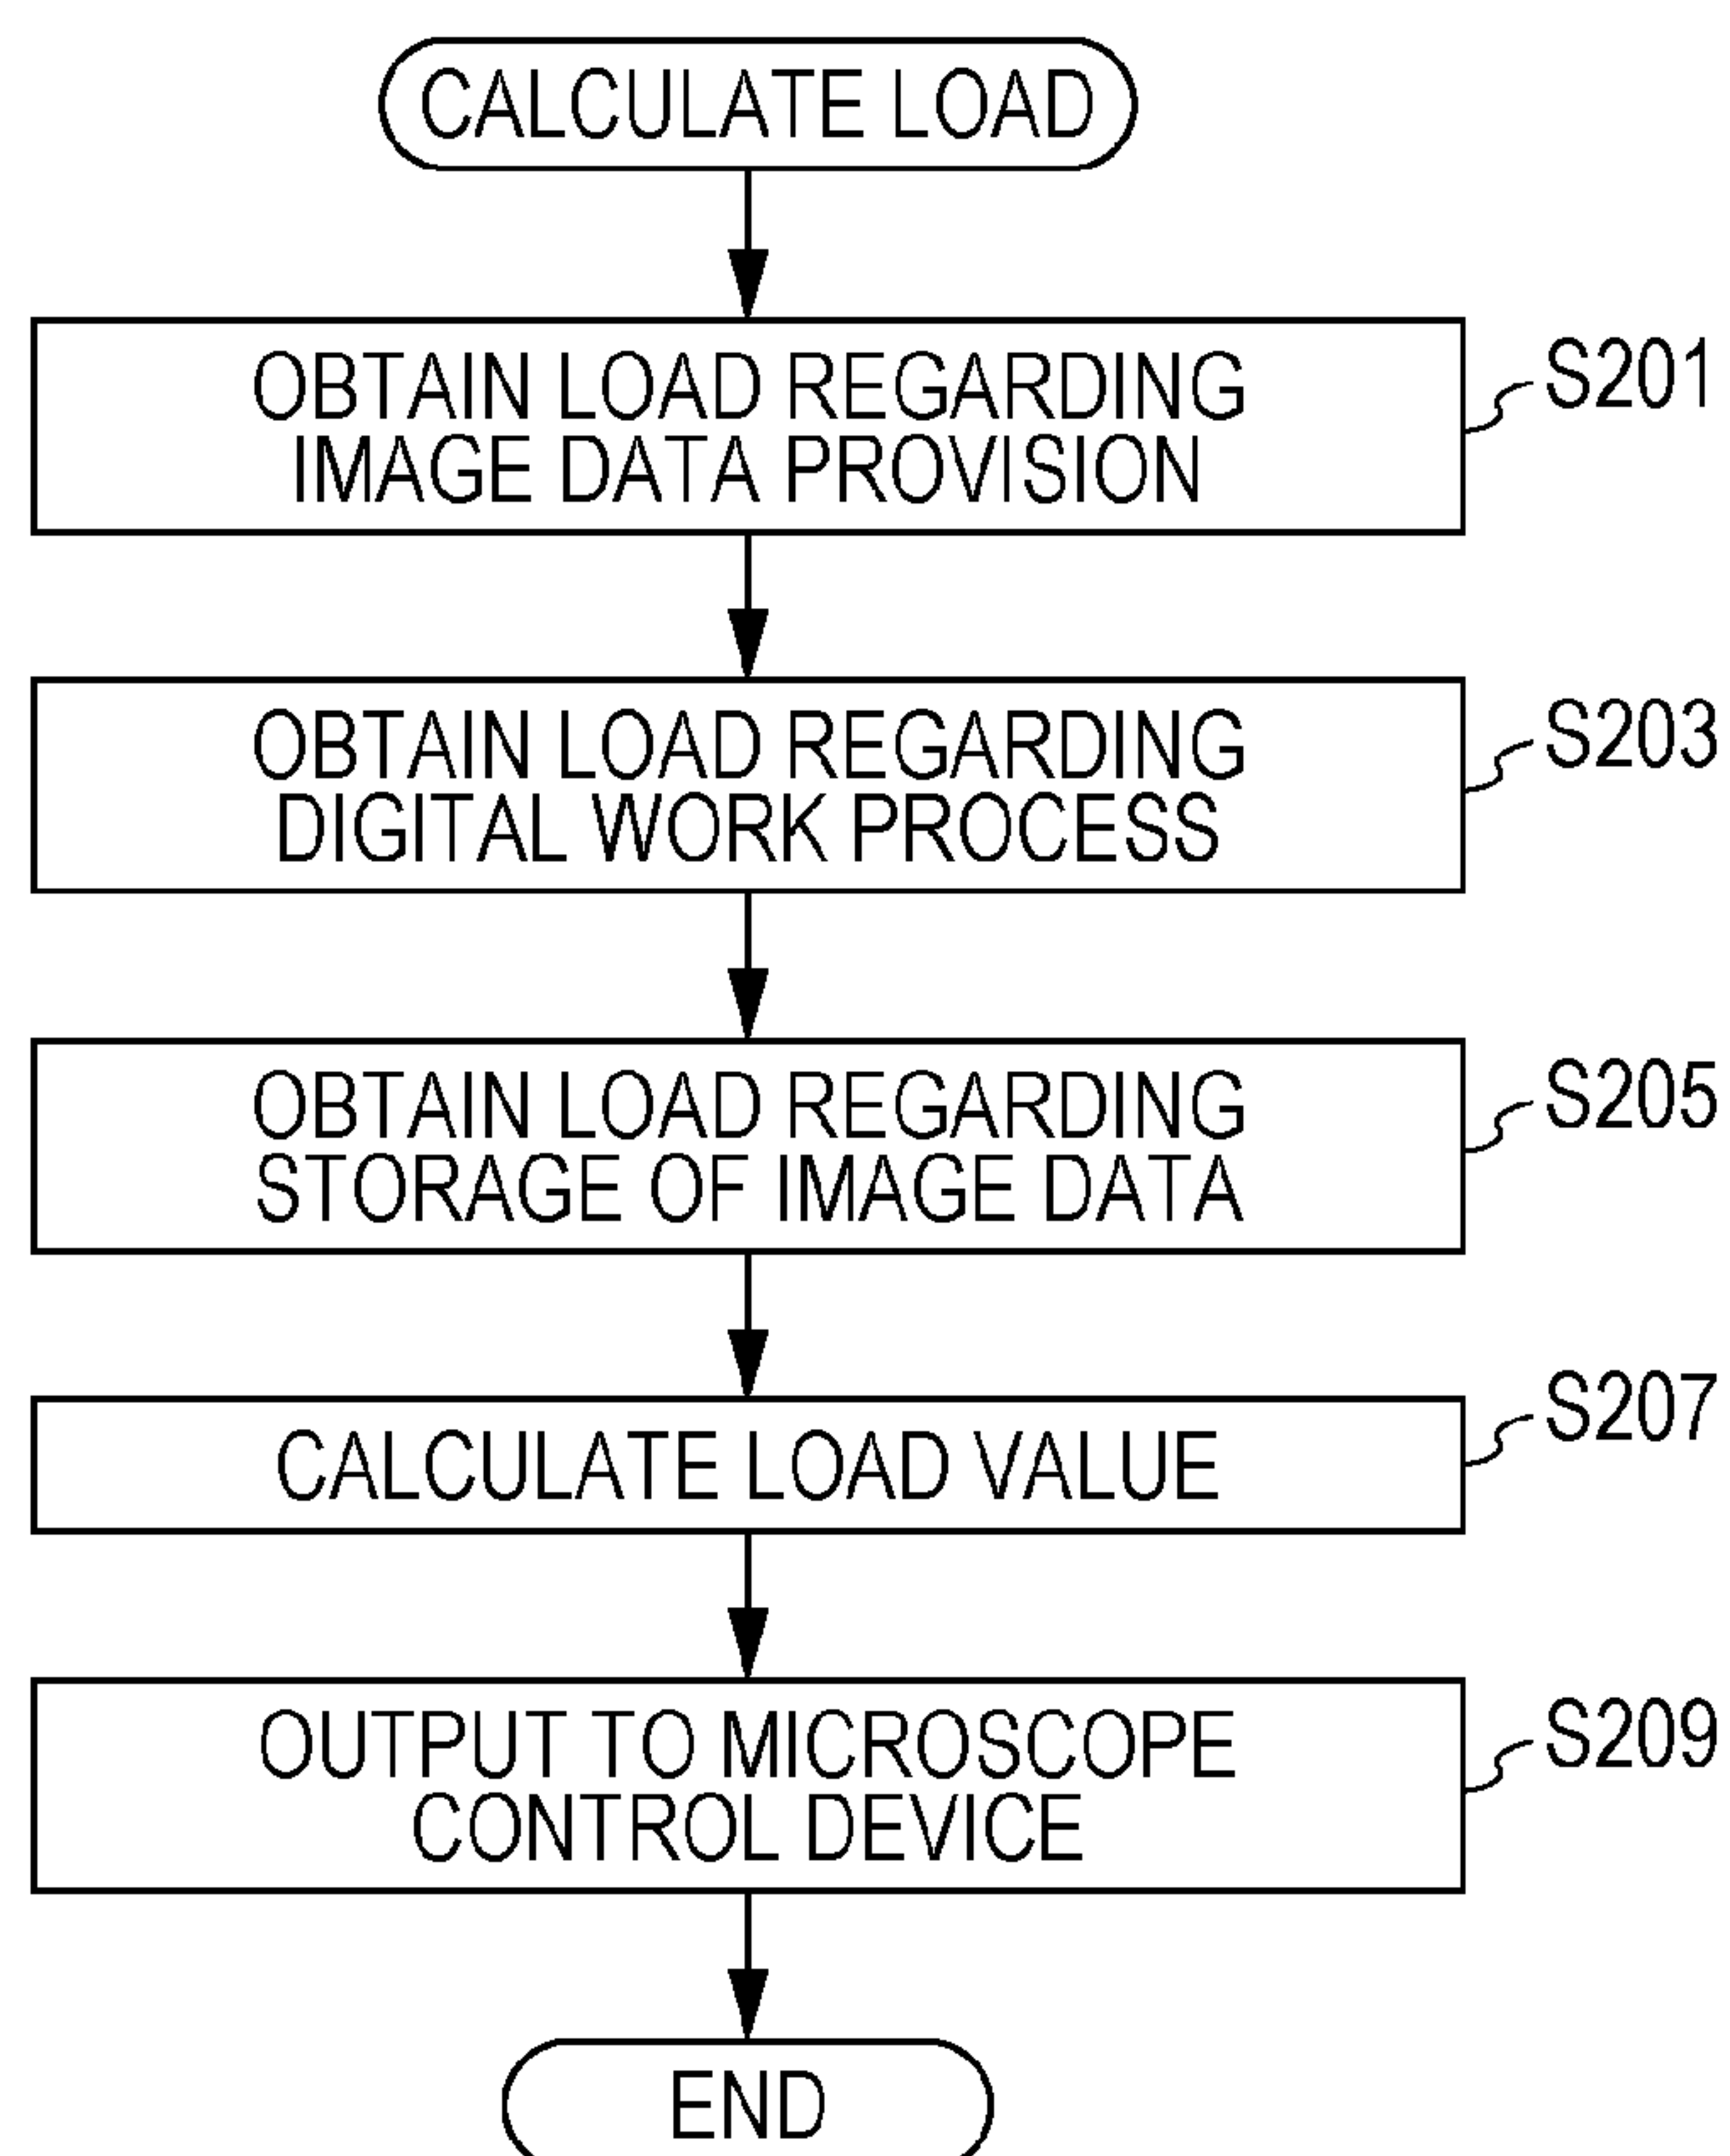 CALCULATE LOAD
OBTAIN LOAD REGARDING
IMAGE DATA PROVISION
S201
OBTAIN LOAD REGARDING
DIGITAL WORK PROCESS
S203
OBTAIN LOAD REGARDING
STORAGE OF IMAGE DATA
S205
CALCULATE LOAD VALUE
S207
OUTPUT TO MICROSCOPE
CONTROL DEVICE
S209
END